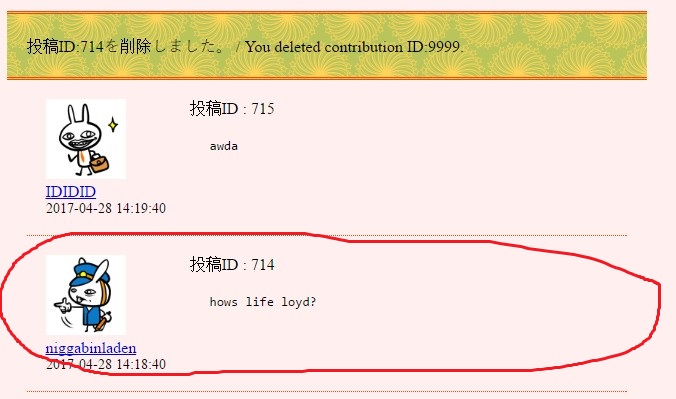 投稿ID:714を削除しました。 / You deleted contribution ID:9999.
投稿ID : 715
awda
IDIDID
2017-04-28 14:19:40
投稿ID : 714
hows life loyd?
niggabinladen
2017-04-28 14:18:40